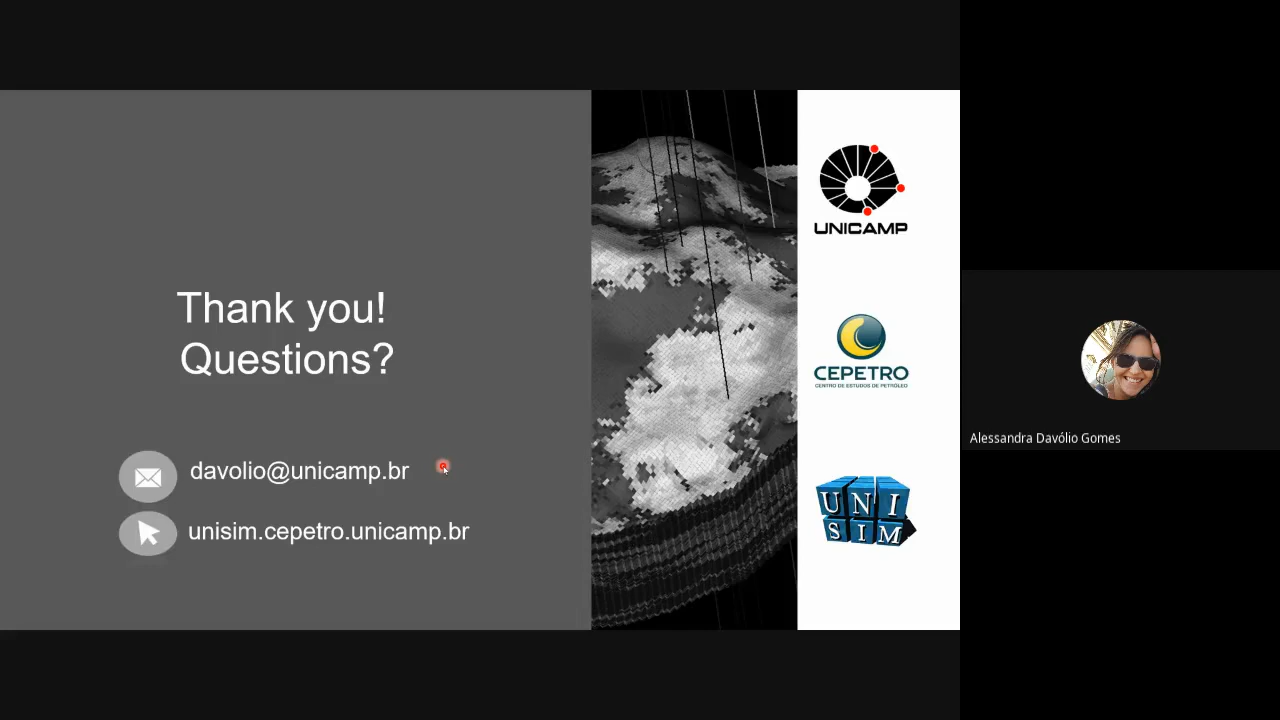 Thank you!
Questions?
davolio@unicamp.br
unisim.cepetro.unicamp.br
UNICAMP
CEPETRO
CENTRO DE ESTUDOS DE PETRÓLEO
UNI
SIM
Alessandra Davólio Gomes